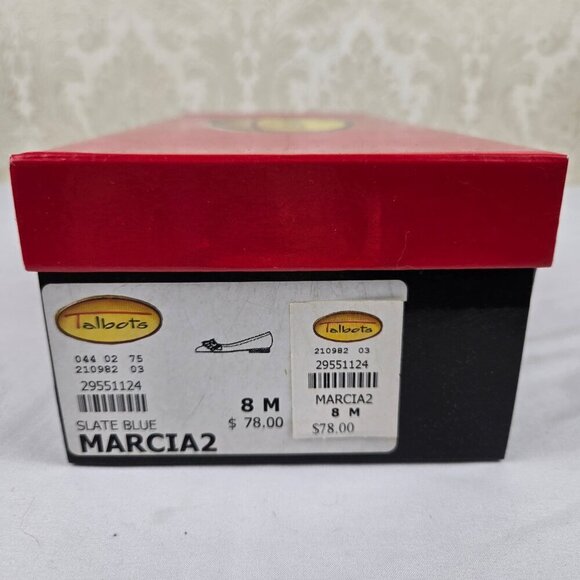 Talbots
044 02 75
210982 03
29551124
SLATE BLUE
MARCIA2
8 M
$ 78.00
Talbots
210982 03
29551124
MARCIA2
8 M
$78.00